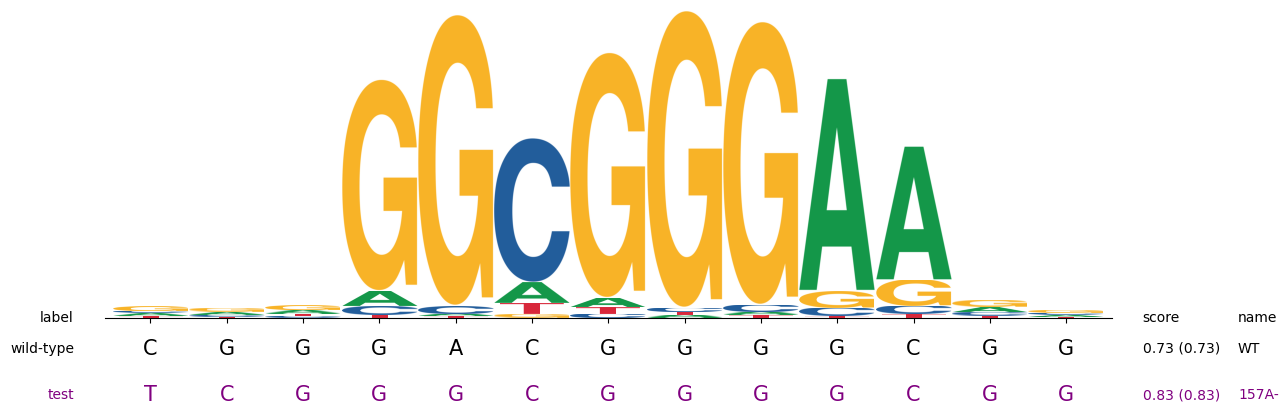 label score name
wild-type C G G G A C G G G G C G G 0.73 (0.73) WT
test T C G G G C G G G G C G G 0.83 (0.83) 157A-